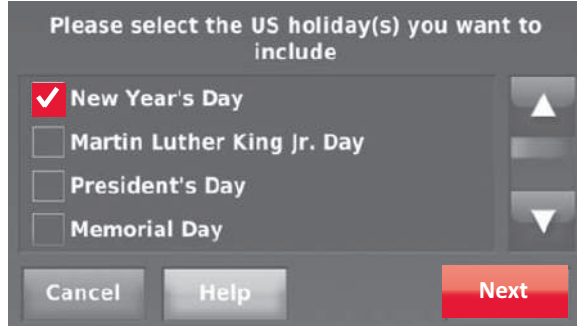 Please select the US holiday(s) you want to
include
New Year's Day
Martin Luther King Jr. Day
President's Day
Memorial Day
Cancel
Help
Next